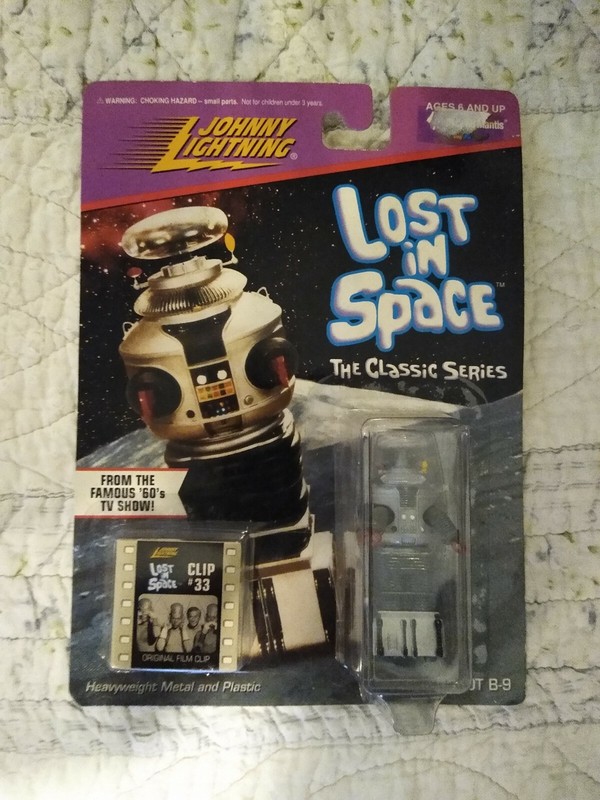 ⚠ WARNING: CHOKING HAZARD – small parts. Not for children under 3 years.
AGES 6 AND UP
JOHNNY
LIGHTNING®
LOST
IN
SPACE™
THE CLASSIC SERIES
FROM THE
FAMOUS '60's
TV SHOW!
LIGHTNING
LOST
IN
SPACE
CLIP
#33
ORIGINAL FILM CLIP
Heavyweight Metal and Plastic
B-9